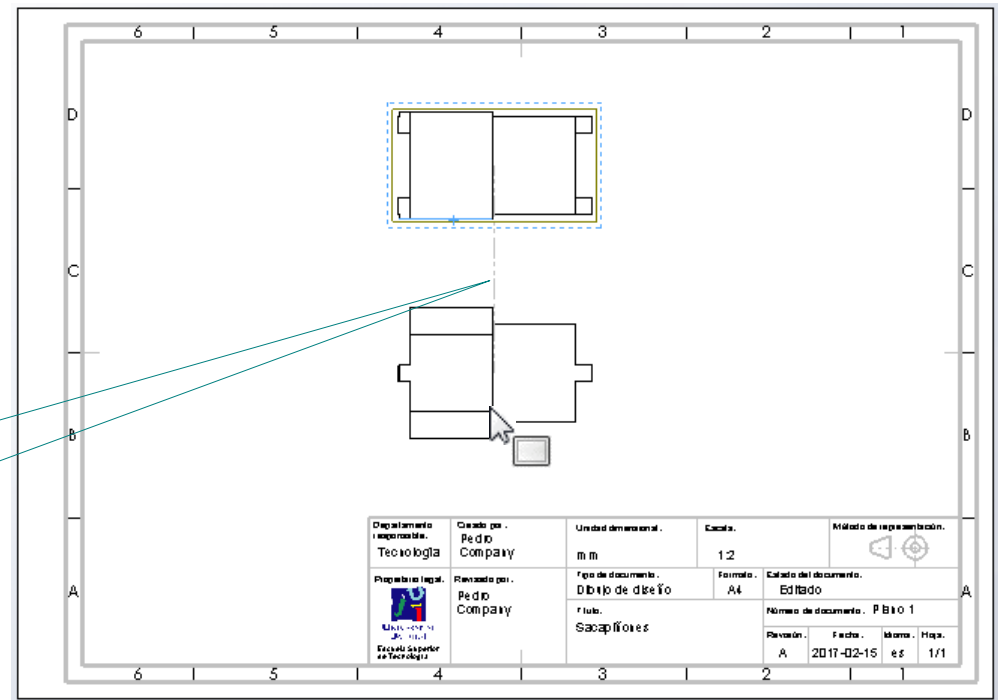 6 5 4 3 2 1
D D
C C
B B
A A
Departamento responsable.
Tecnología
Creado por.
Pedro
Company
Unidad dimensional.
mm
Escala.
1:2
Método de representación.
Propietario legal.
Escuela Superior
de Tecnología
Revisado por.
Pedro
Company
Tipo de documento.
Dibujo de diseño
Formato.
A4
Estado del documento.
Editado
Título.
Sacapiñones
Número de documento. Plano 1
Revisión.
A
Fecha.
2017-02-15
Idioma.
es
Hoja.
1/1
6 5 4 3 2 1